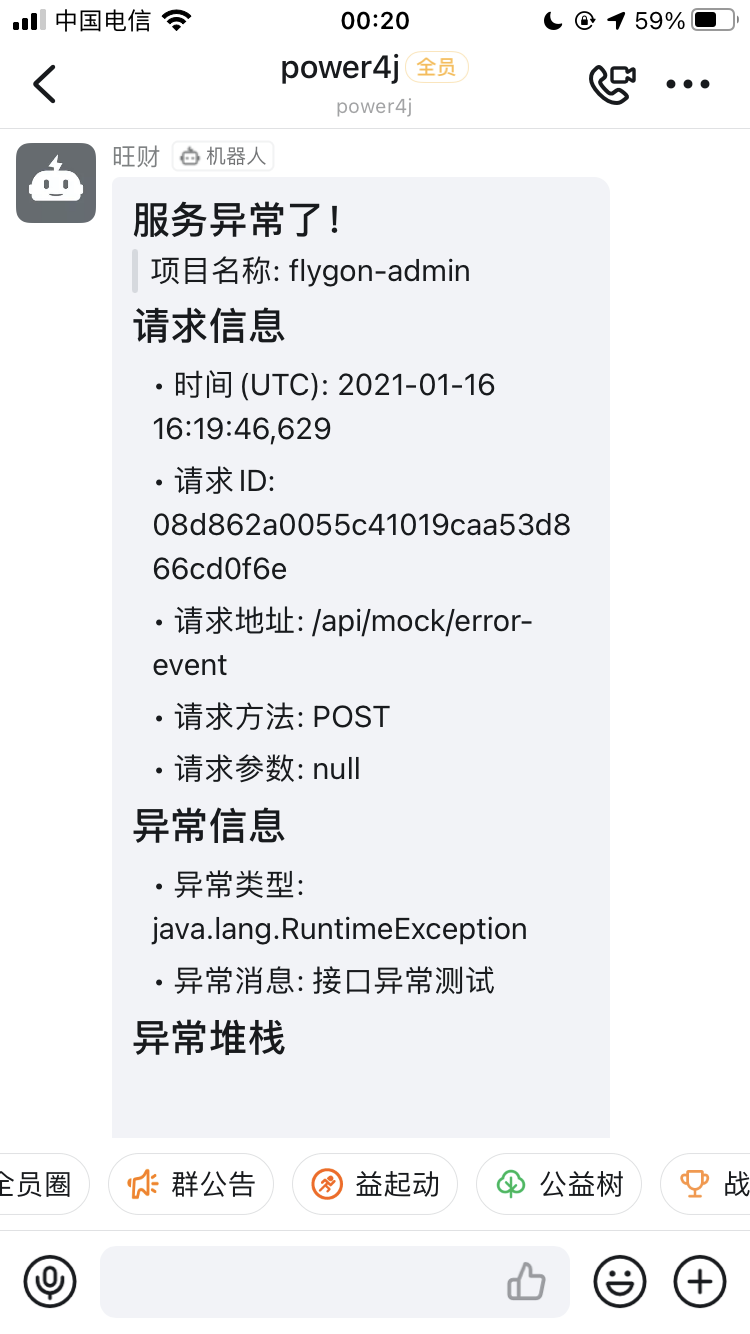 中国电信 00:20 59%
power4j 全员
power4j
旺财 机器人
服务异常了!
项目名称: flygon-admin
请求信息
• 时间 (UTC): 2021-01-16
16:19:46,629
• 请求 ID:
08d862a0055c41019caa53d8
66cd0f6e
• 请求地址: /api/mock/error-
event
• 请求方法: POST
• 请求参数: null
异常信息
• 异常类型:
java.lang.RuntimeException
• 异常消息: 接口异常测试
异常堆栈
全员圈 群公告 益起动 公益树 战